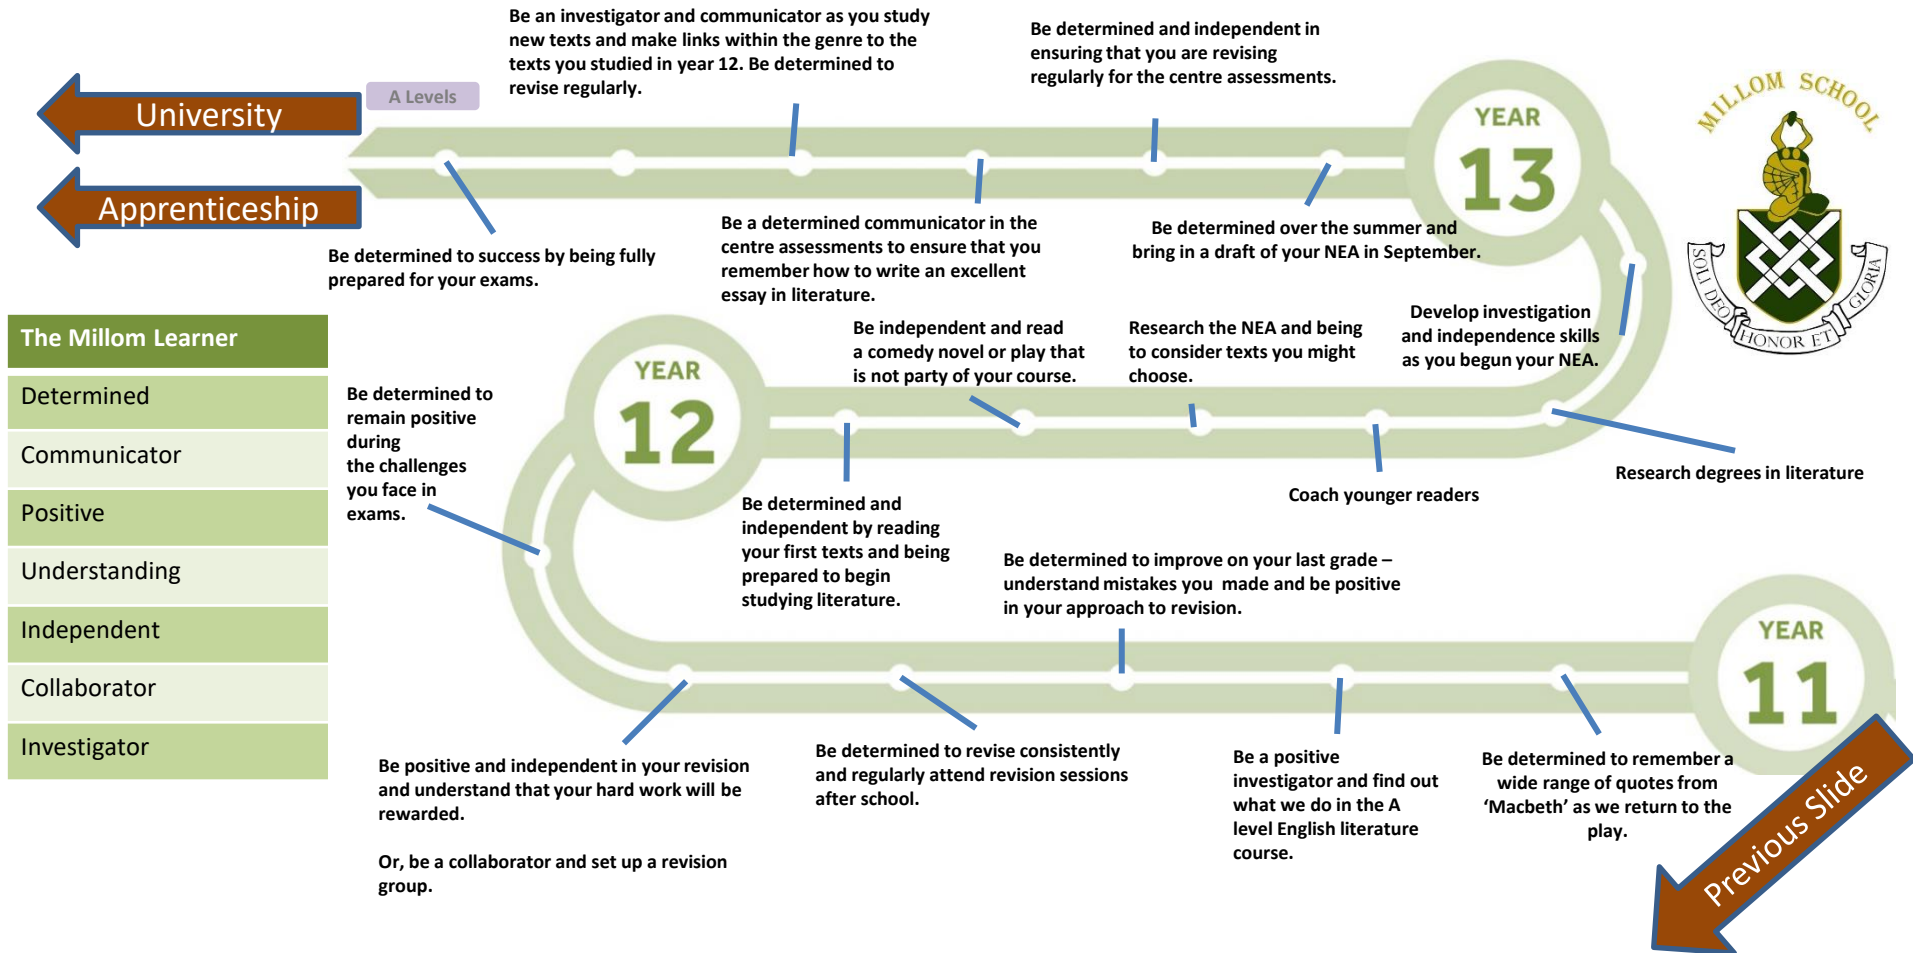 Be an investigator and communicator as you study
new texts and make links within the genre to the
texts you studied in year 12. Be determined to
revise regularly.
Be determined and independent in
ensuring that you are revising
regularly for the centre assessments.
University
A Levels
Apprenticeship
YEAR
13
MILLOM SCHOOL
SOLI DEO
HONOR ET
GLORIA
Be determined to success by being fully
prepared for your exams.
Be a determined communicator in the
centre assessments to ensure that you
remember how to write an excellent
essay in literature.
Be determined over the summer and
bring in a draft of your NEA in September.
Develop investigation
and independence skills
as you begun your NEA.
The Millom Learner
Determined
Communicator
Positive
Understanding
Independent
Collaborator
Investigator
Be determined to
remain positive
during
the challenges
you face in
exams.
YEAR
12
Be independent and read
a comedy novel or play that
is not party of your course.
Research the NEA and being
to consider texts you might
choose.
Be determined and
independent by reading
your first texts and being
prepared to begin
studying literature.
Coach younger readers
Research degrees in literature
Be determined to improve on your last grade –
understand mistakes you  made and be positive
in your approach to revision.
YEAR
11
Be positive and independent in your revision
and understand that your hard work will be
rewarded.
Or, be a collaborator and set up a revision
group.
Be determined to revise consistently
and regularly attend revision sessions
after school.
Be a positive
investigator and find out
what we do in the A
level English literature
course.
Be determined to remember a
wide range of quotes from
‘Macbeth’ as we return to the
play.
Previous Slide